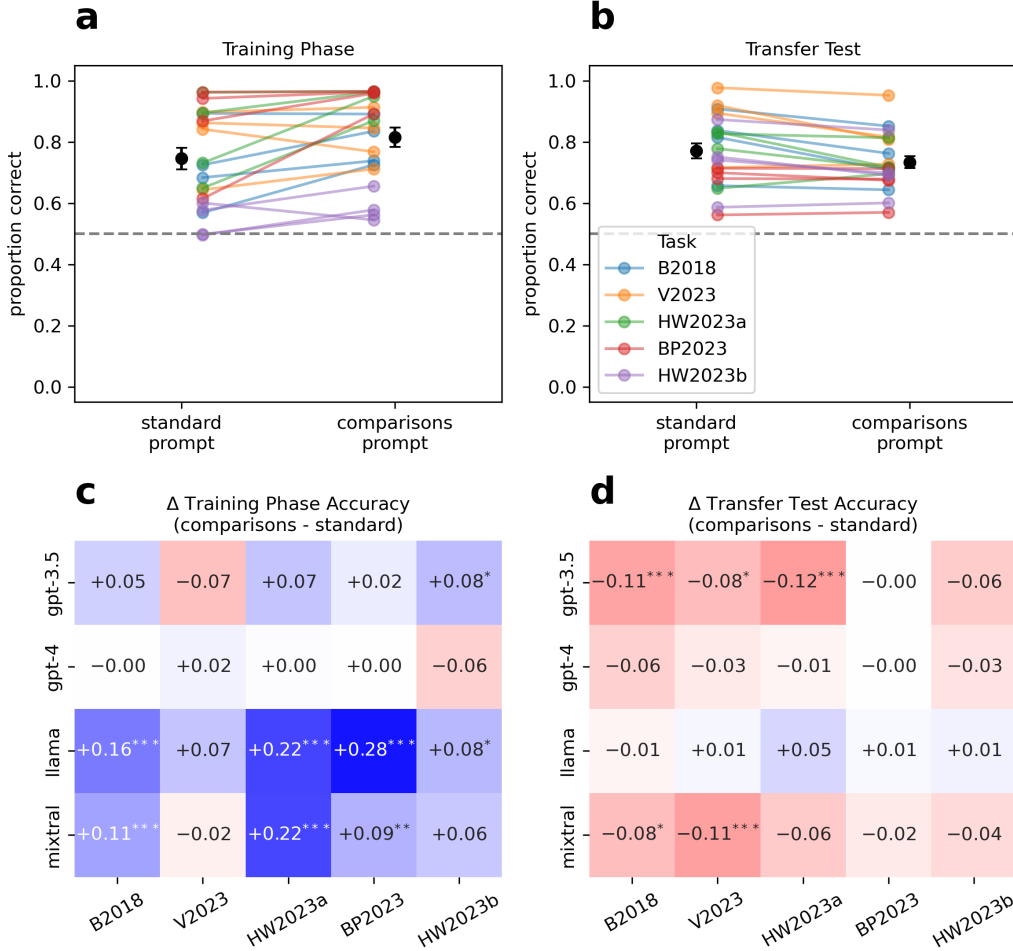 a
Training Phase
1.0
0.8
0.6
0.4
0.2
0.0
proportion correct
standard
prompt
comparisons
prompt
b
Transfer Test
1.0
0.8
0.6
0.4
0.2
0.0
proportion correct
Task
B2018
V2023
HW2023a
BP2023
HW2023b
standard
prompt
comparisons
prompt
c
Δ Training Phase Accuracy
(comparisons - standard)
gpt-3.5
+0.05 −0.07 +0.07 +0.02 +0.08*
gpt-4
−0.00 +0.02 +0.00 +0.00 −0.06
llama
+0.16*** +0.07 +0.22*** +0.28*** +0.08*
mixtral
+0.11*** −0.02 +0.22*** +0.09** +0.06
B2018 V2023 HW2023a BP2023 HW2023b
d
Δ Transfer Test Accuracy
(comparisons - standard)
gpt-3.5
−0.11*** −0.08* −0.12*** −0.00 −0.06
gpt-4
−0.06 −0.03 −0.01 −0.00 −0.03
llama
−0.01 +0.01 +0.05 +0.01 +0.01
mixtral
−0.08* −0.11*** −0.06 −0.02 −0.04
B2018 V2023 HW2023a BP2023 HW2023b